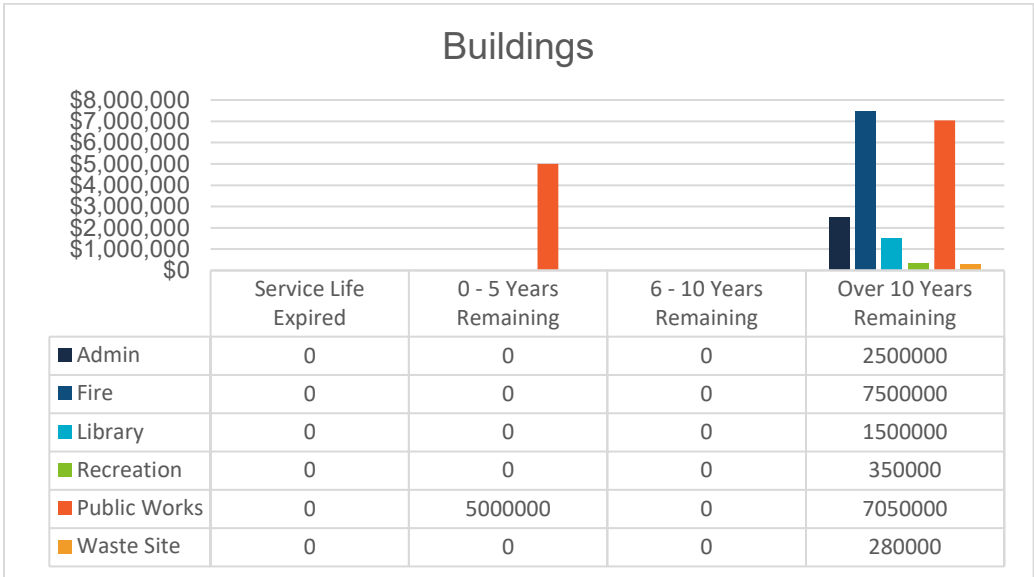 Buildings
$8,000,000
$7,000,000
$6,000,000
$5,000,000
$4,000,000
$3,000,000
$2,000,000
$1,000,000
$0
Service Life Expired 0 - 5 Years Remaining 6 - 10 Years Remaining Over 10 Years Remaining
Admin 0 0 0 2500000
Fire 0 0 0 7500000
Library 0 0 0 1500000
Recreation 0 0 0 350000
Public Works 0 5000000 0 7050000
Waste Site 0 0 0 280000